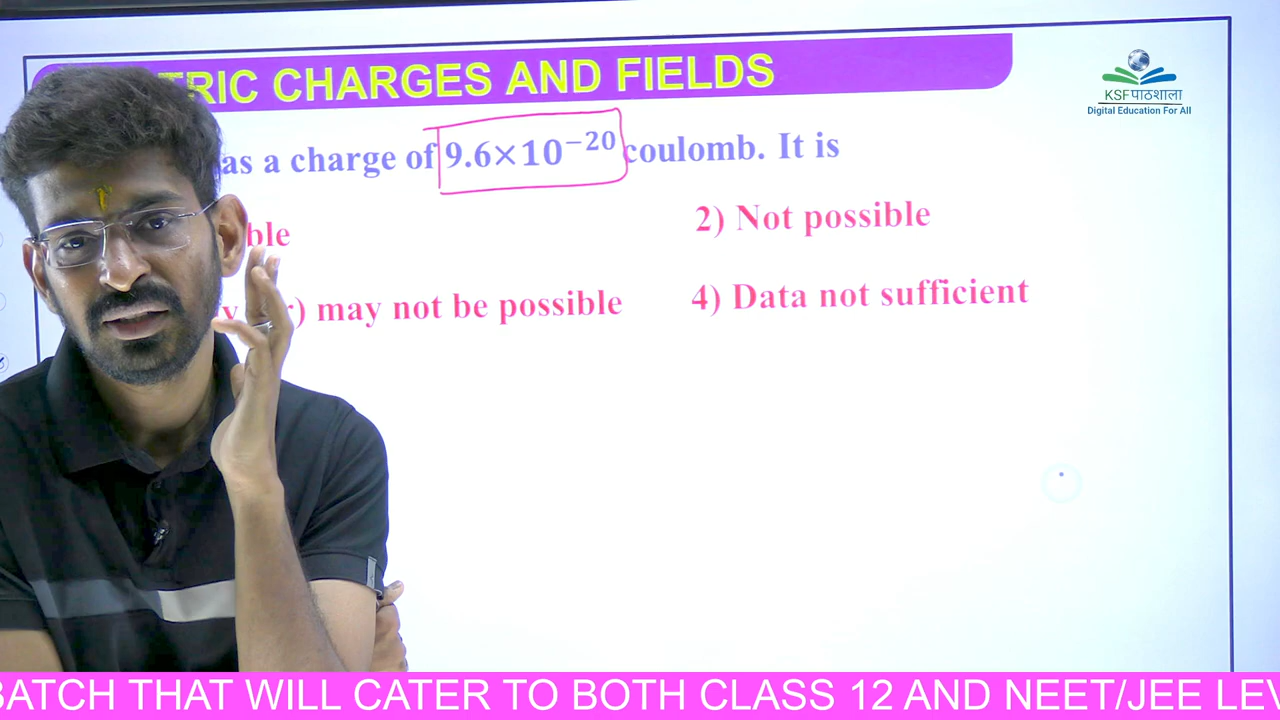 CHARGES AND FIELDS
KSFपाठशाला
Digital Education For All
as a charge of 9.6×10⁻²⁰ coulomb. It is
2) Not possible
may not be possible
4) Data not sufficient
BATCH THAT WILL CATER TO BOTH CLASS 12 AND NEET/JEE LEV